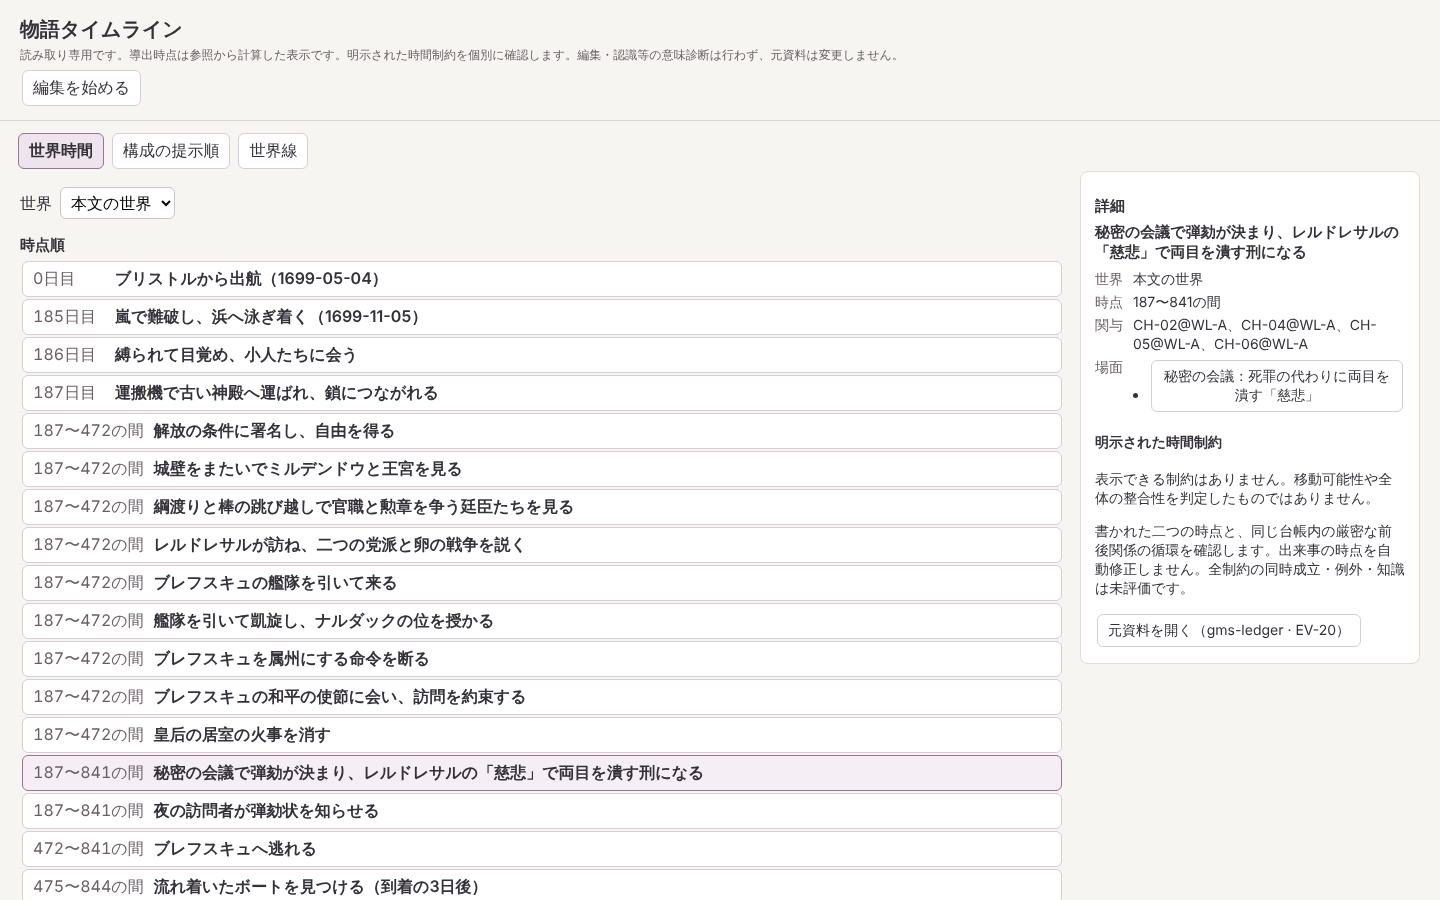 物語タイムライン
読み取り専用です。導出時点は参照から計算した表示です。明示された時間制約を個別に確認します。編集・認識等の意味診断は行わず、元資料は変更しません。
編集を始める
世界時間 構成の提示順 世界線
世界 本文の世界
時点順
0日目 ブリストルから出航（1699-05-04）
185日目 嵐で難破し、浜へ泳ぎ着く（1699-11-05）
186日目 縛られて目覚め、小人たちに会う
187日目 運搬機で古い神殿へ運ばれ、鎖につながれる
187〜472の間 解放の条件に署名し、自由を得る
187〜472の間 城壁をまたいでミルデンドウと王宮を見る
187〜472の間 綱渡りと棒の跳び越しで官職と勲章を争う廷臣たちを見る
187〜472の間 レルドレサルが訪ね、二つの党派と卵の戦争を説く
187〜472の間 ブレフスキュの艦隊を引いて来る
187〜472の間 艦隊を引いて凱旋し、ナルダックの位を授かる
187〜472の間 ブレフスキュを属州にする命令を断る
187〜472の間 ブレフスキュの和平の使節に会い、訪問を約束する
187〜472の間 皇后の居室の火事を消す
187〜841の間 秘密の会議で弾劾が決まり、レルドレサルの「慈悲」で両目を潰す刑になる
187〜841の間 夜の訪問者が弾劾状を知らせる
472〜841の間 ブレフスキュへ逃れる
475〜844の間 流れ着いたボートを見つける（到着の3日後）
詳細
秘密の会議で弾劾が決まり、レルドレサルの
「慈悲」で両目を潰す刑になる
世界 本文の世界
時点 187〜841の間
関与 CH-02@WL-A、CH-04@WL-A、CH-
05@WL-A、CH-06@WL-A
場面
• 秘密の会議：死罪の代わりに両目を
潰す「慈悲」
明示された時間制約
表示できる制約はありません。移動可能性や全
体の整合性を判定したものではありません。
書かれた二つの時点と、同じ台帳内の厳密な前
後関係の循環を確認します。出来事の時点を自
動修正しません。全制約の同時成立・例外・知識
は未評価です。
元資料を開く（gms-ledger · EV-20）